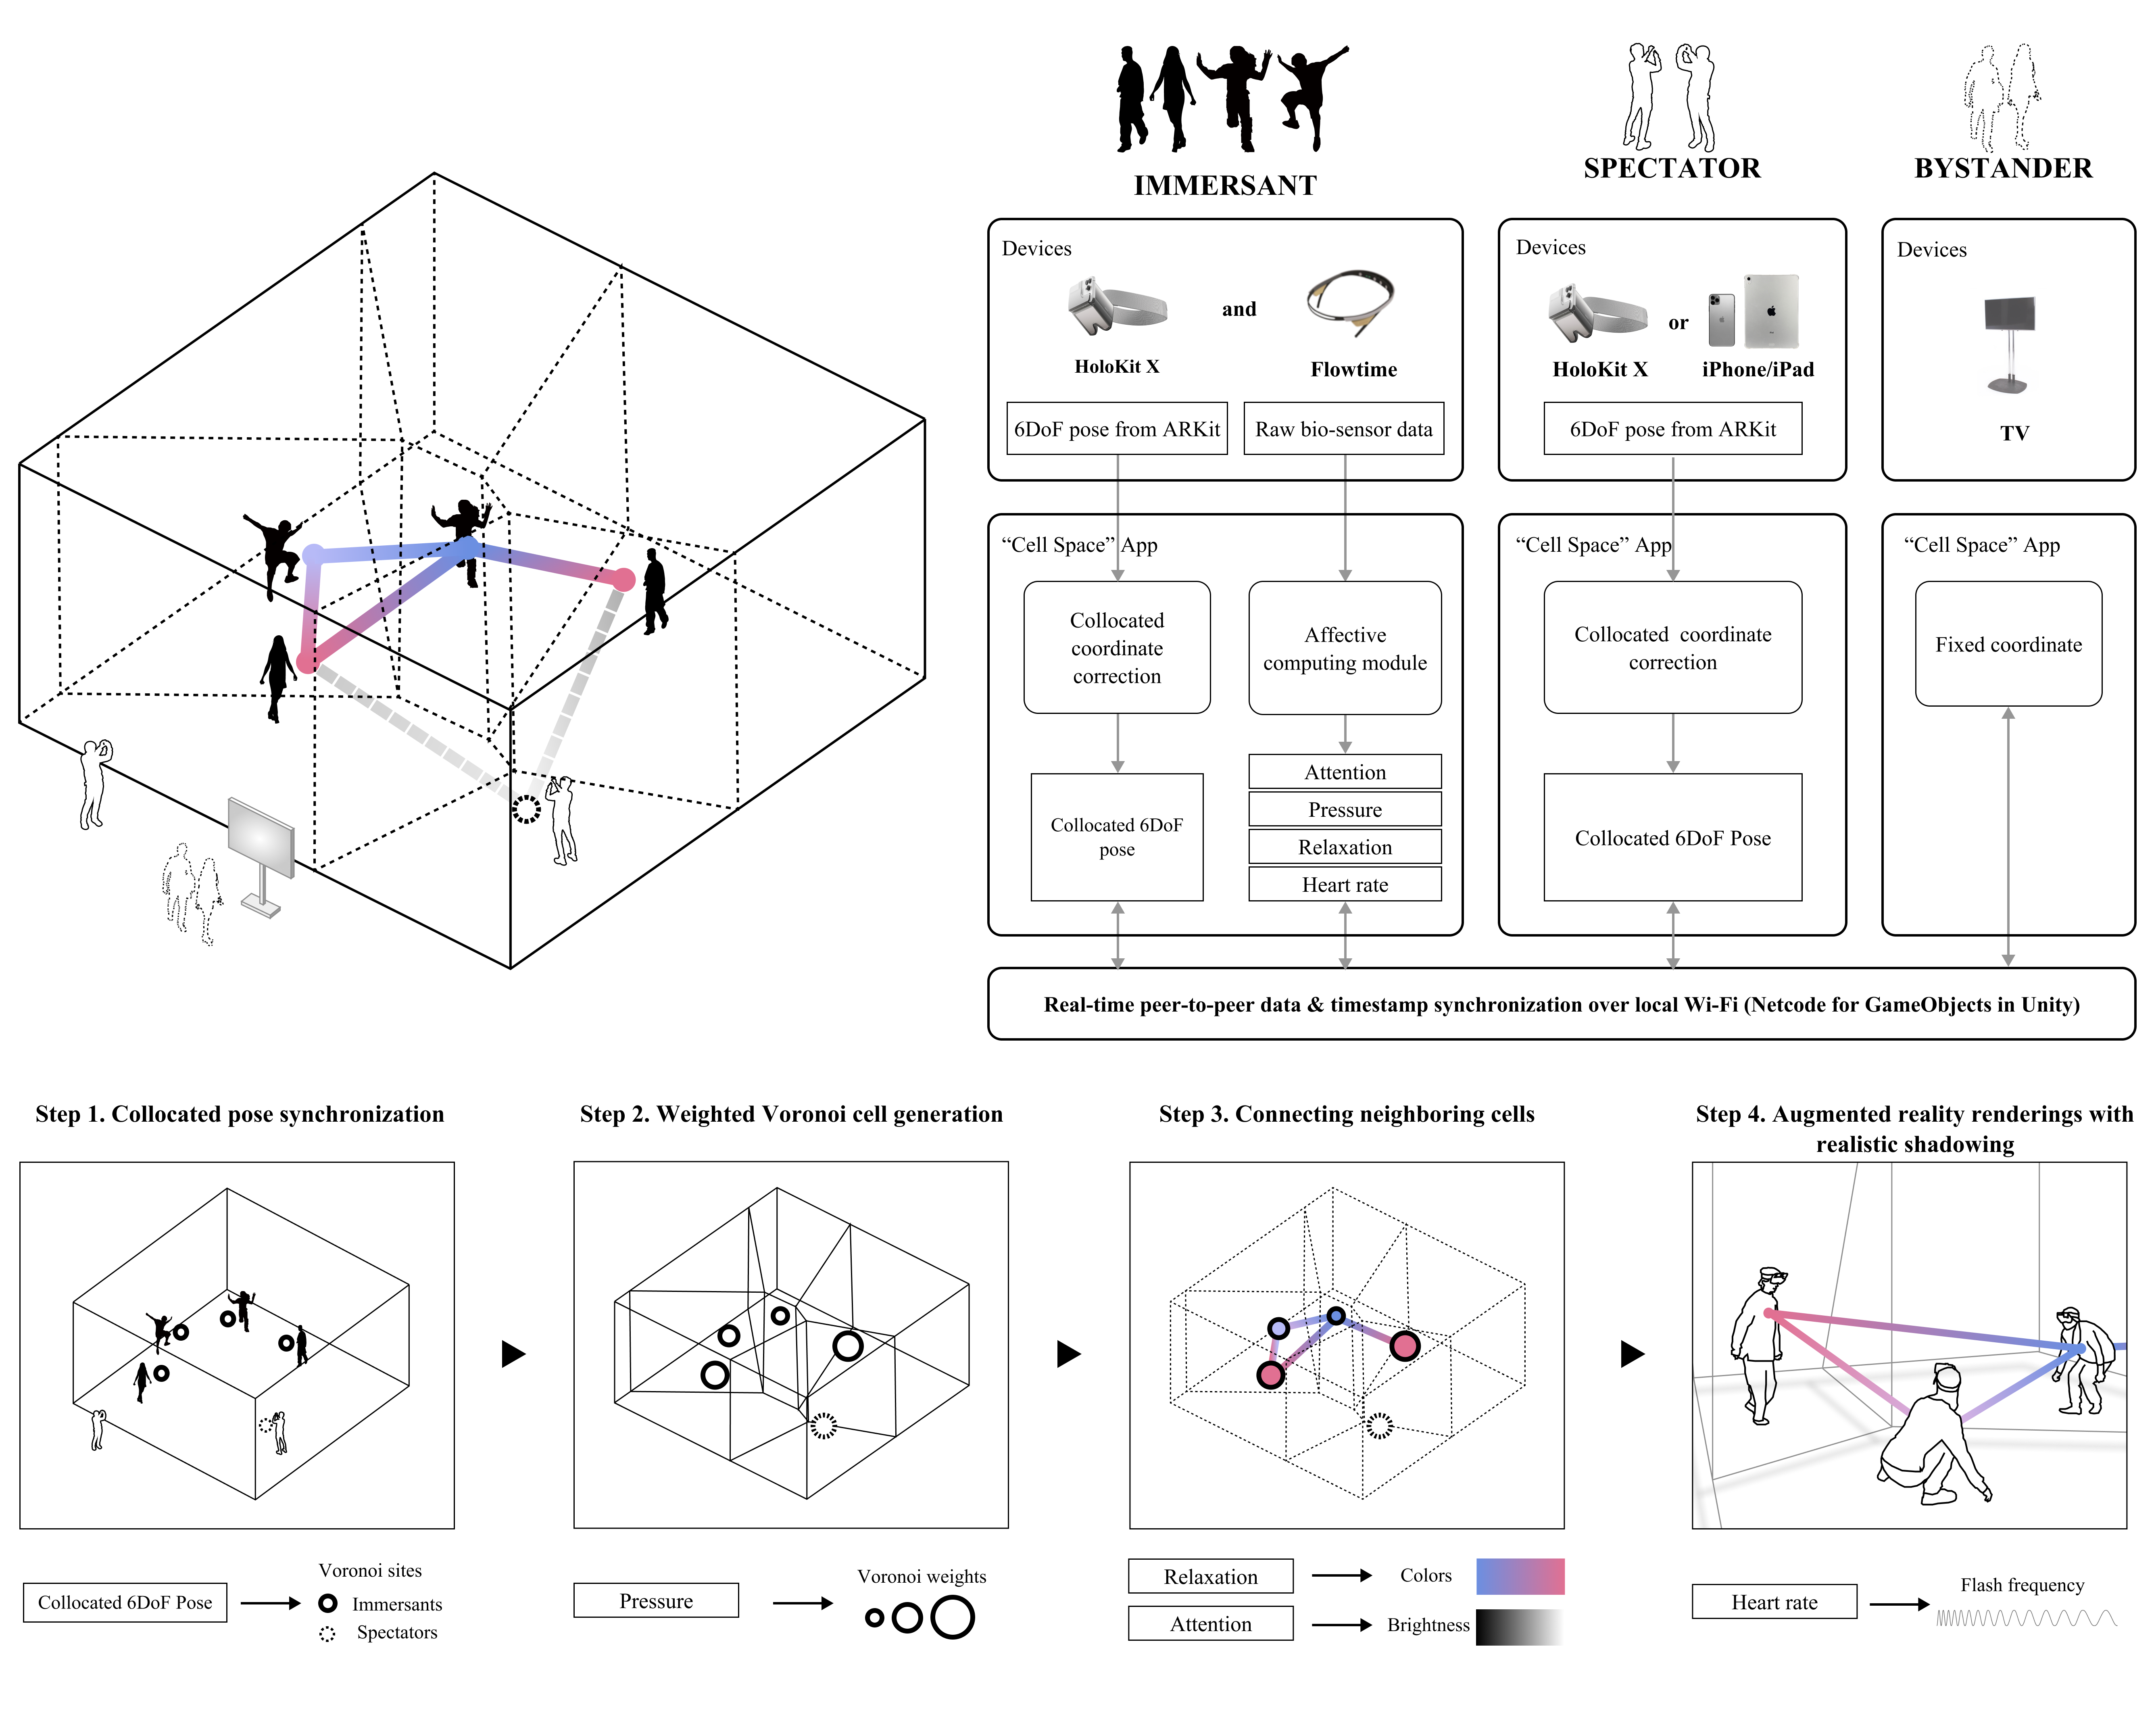 IMMERSANT
SPECTATOR
BYSTANDER
Devices
and
HoloKit X
Flowtime
6DoF pose from ARKit
Raw bio-sensor data
Devices
or
HoloKit X
iPhone/iPad
6DoF pose from ARKit
Devices
TV
“Cell Space” App
Collocated
coordinate
correction
Affective
computing module
Collocated 6DoF
pose
Attention
Pressure
Relaxation
Heart rate
“Cell Space” App
Collocated coordinate
correction
Collocated 6DoF Pose
“Cell Space” App
Fixed coordinate
Real-time peer-to-peer data & timestamp synchronization over local Wi-Fi (Netcode for GameObjects in Unity)
Step 1. Collocated pose synchronization
Step 2. Weighted Voronoi cell generation
Step 3. Connecting neighboring cells
Step 4. Augmented reality renderings with
realistic shadowing
Collocated 6DoF Pose
Voronoi sites
Immersants
Spectators
Pressure
Voronoi weights
Relaxation
Colors
Attention
Brightness
Heart rate
Flash frequency